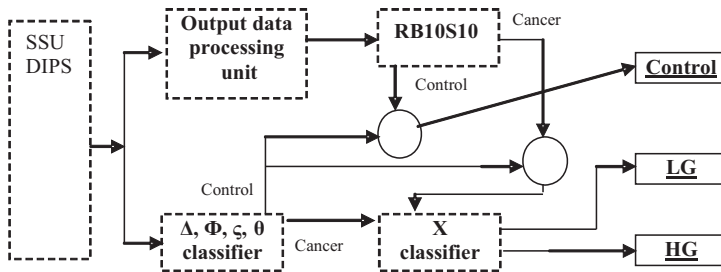 SSU
DIPS
Output data
processing
unit
RB10S10
Cancer
Control
Control
LG
HG
Control
Δ, Φ, ς, θ
classifier
Cancer
X
classifier